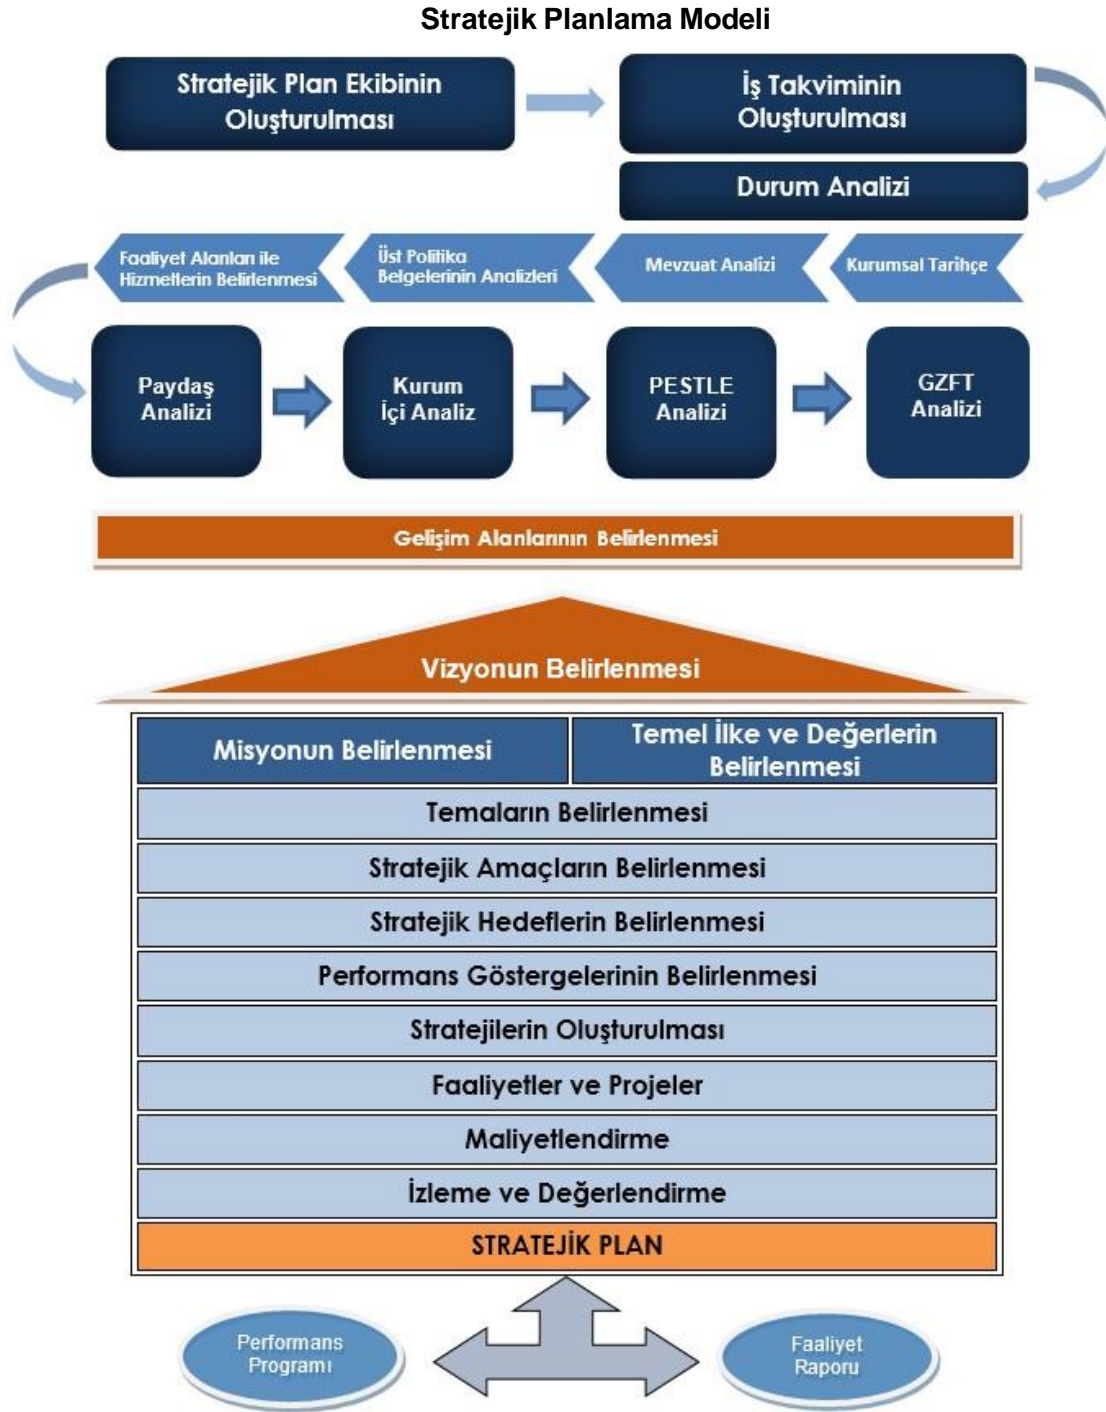 Stratejik Planlama Modeli
Stratejik Plan Ekibinin
Oluşturulması
İş Takviminin
Oluşturulması
Durum Analizi
Faaliyet Alanları ile
Hizmetlerin Belirlenmesi
Üst Politika
Belgelerinin Analizleri
Mevzuat Analizi
Kurumsal Tarihçe
Paydaş
Analizi
Kurum
İçi Analiz
PESTLE
Analizi
GZFT
Analizi
Gelişim Alanlarının Belirlenmesi
Vizyonun Belirlenmesi
Misyonun Belirlenmesi
Temel İlke ve Değerlerin
Belirlenmesi
Temaların Belirlenmesi
Stratejik Amaçların Belirlenmesi
Stratejik Hedeflerin Belirlenmesi
Performans Göstergelerinin Belirlenmesi
Stratejilerin Oluşturulması
Faaliyetler ve Projeler
Maliyetlendirme
İzleme ve Değerlendirme
STRATEJİK PLAN
Performans
Programı
Faaliyet
Raporu